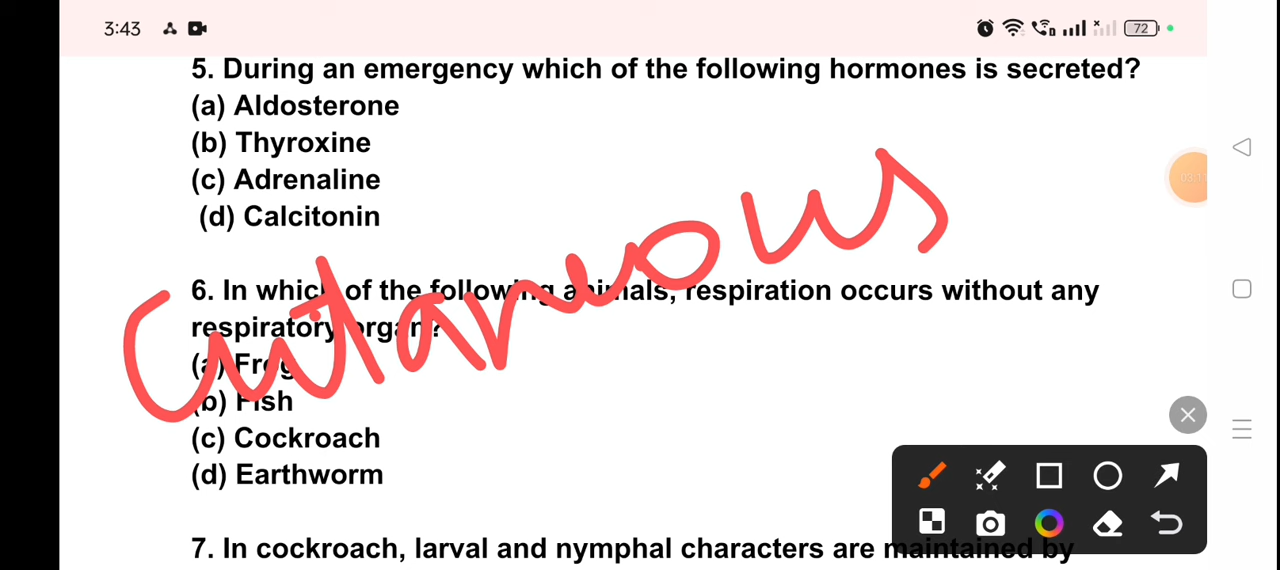 3:43
72
5. During an emergency which of the following hormones is secreted?
(a) Aldosterone
(b) Thyroxine
(c) Adrenaline
(d) Calcitonin
Cutaneous
6. In which of the following animals, respiration occurs without any
respiratory organ?
(a) Frog
(b) Fish
(c) Cockroach
(d) Earthworm
7. In cockroach, larval and nymphal characters are maintained by